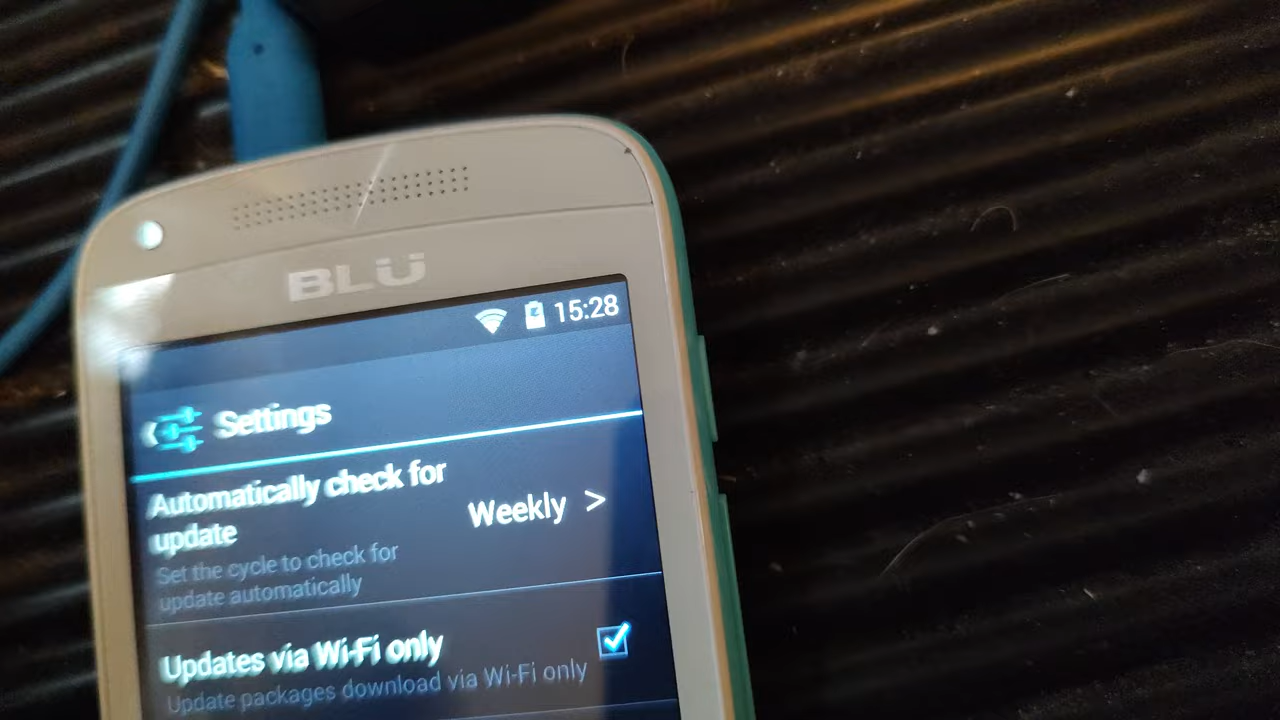 BLU
15:28
Settings
Automatically check for
update
Weekly >
Set the cycle to check for
update automatically
Updates via Wi-Fi only
Update packages download via Wi-Fi only